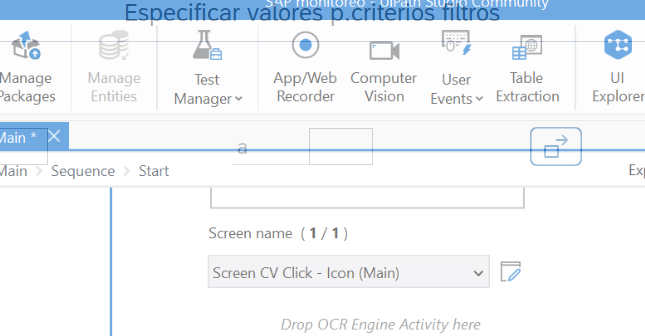 SAP monitoreo - UiPath Studio Community
Especificar valores p.criterios filtros
Manage Packages
Manage Entities
Test Manager
App/Web Recorder
Computer Vision
User Events
Table Extraction
UI Explorer
Main *
a
Main > Sequence > Start
Exp
Screen name ( 1 / 1 )
Screen CV Click - Icon (Main)
Drop OCR Engine Activity here